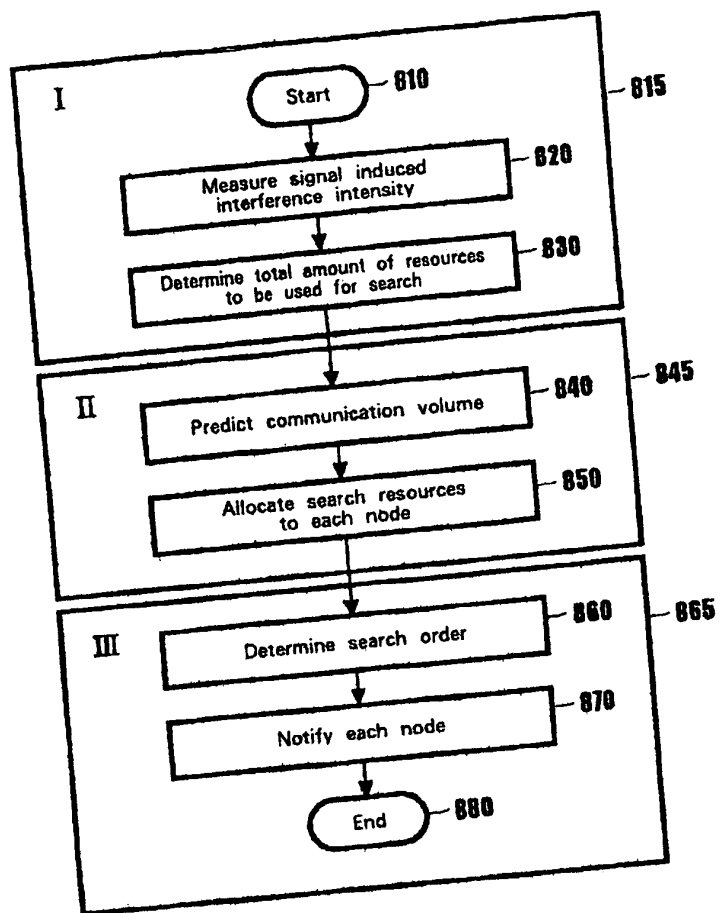 I
Start
810
815
Measure signal induced
interference intensity
820
Determine total amount of resources
to be used for search
830
II
Predict communication volume
840
845
Allocate search resources
to each node
850
III
Determine search order
860
865
Notify each node
870
End
880